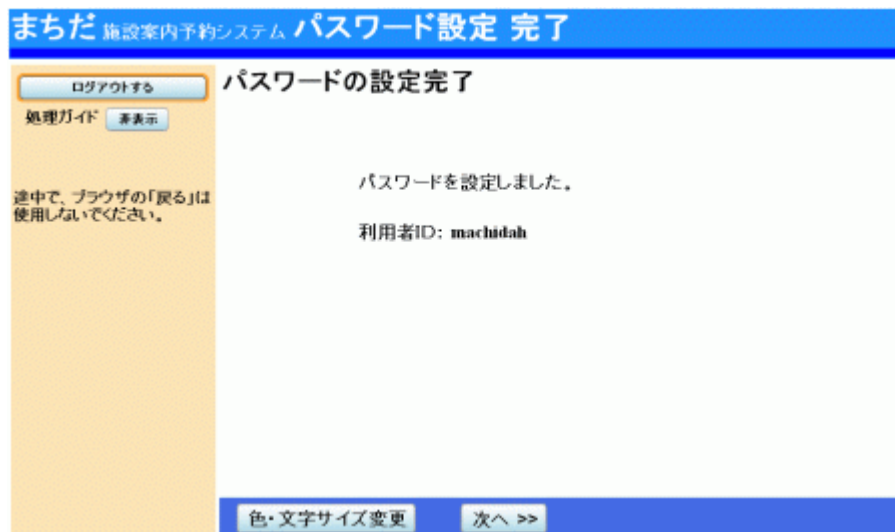 まちだ 施設案内予約システム パスワード設定 完了
ログアウトする
処理ガイド 非表示
途中で、ブラウザの「戻る」は
使用しないでください。
パスワードの設定完了
パスワードを設定しました。
利用者ID: machidah
色・文字サイズ変更 次へ >>